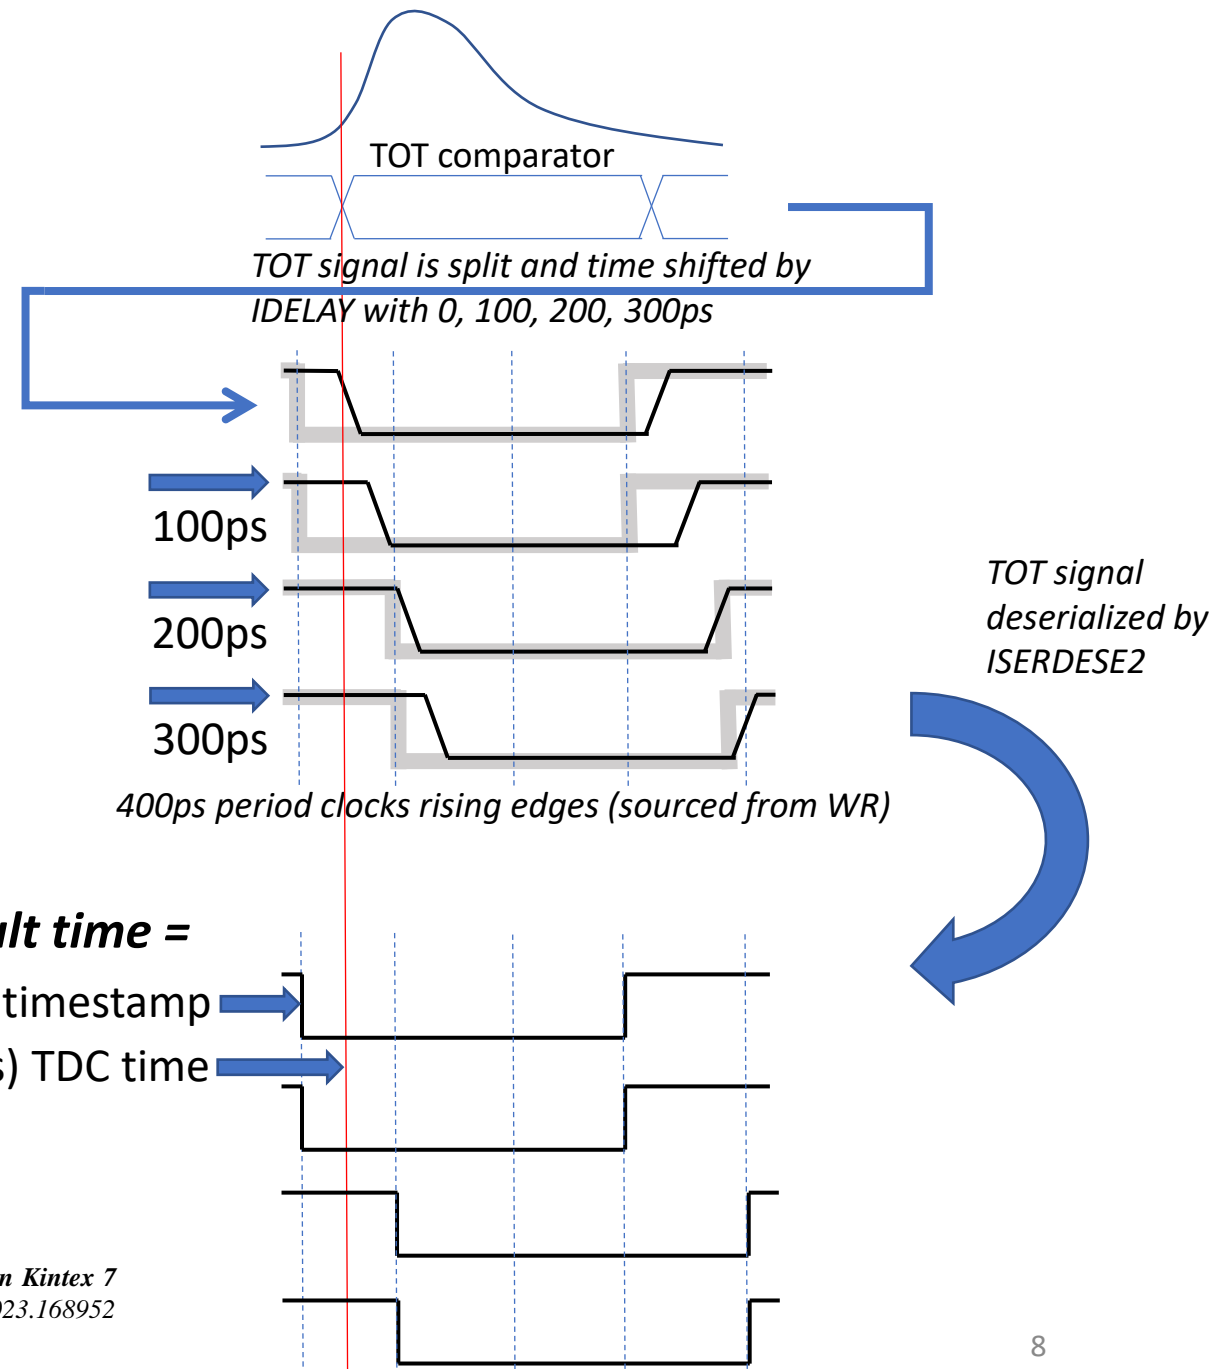 TOT comparator
TOT signal is split and time shifted by
IDELAY with 0, 100, 200, 300ps
100ps
200ps
300ps
TOT signal
deserialized by
ISERDESE2
400ps period clocks rising edges (sourced from WR)
ult time =
timestamp
s) TDC time
n Kintex 7
023.168952
8